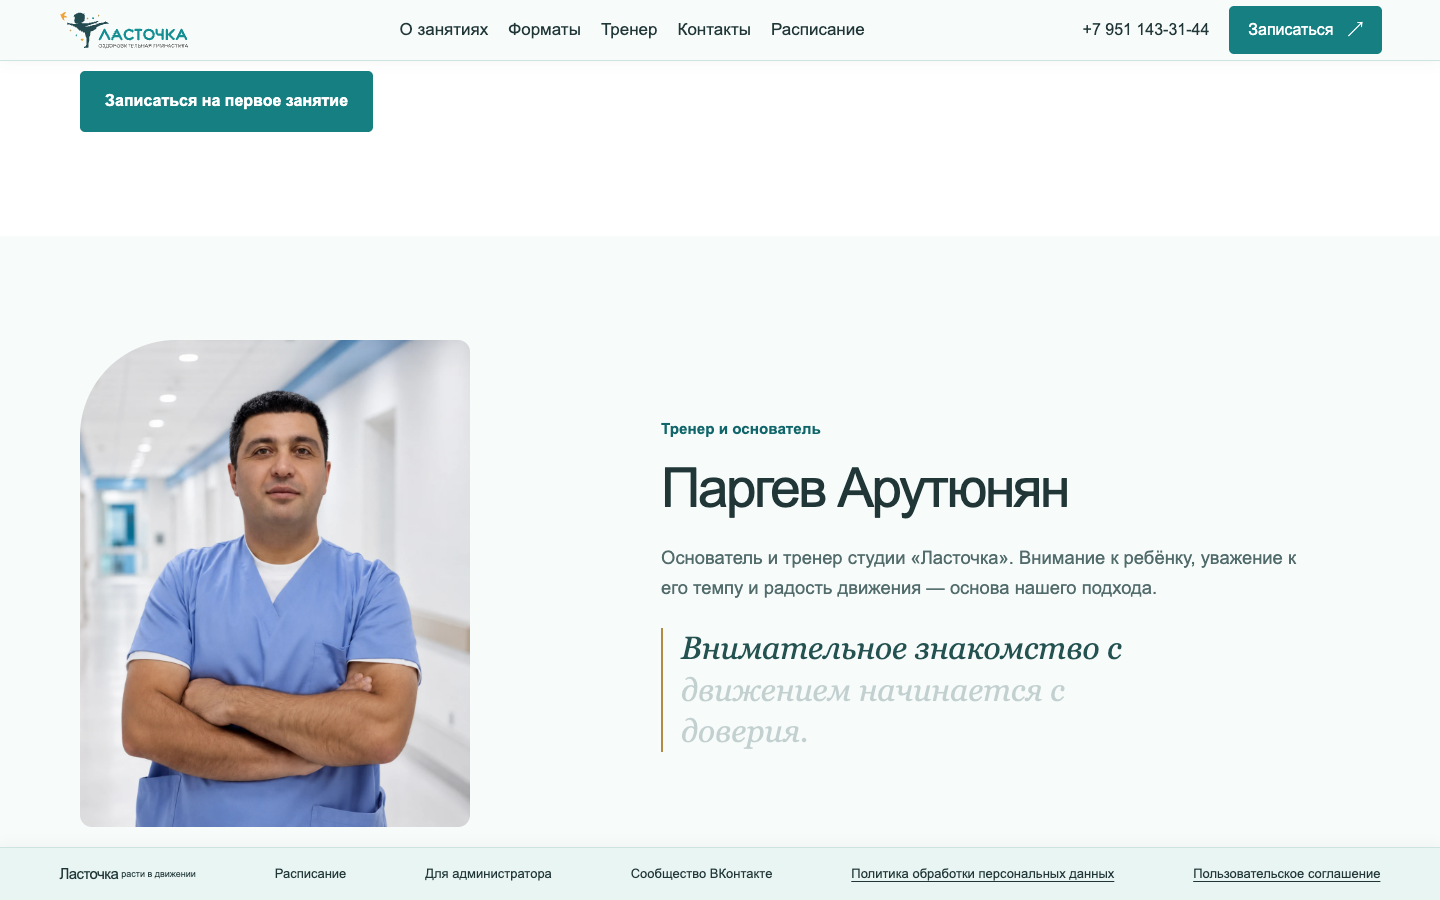 ЛАСТОЧКА
ОЗДОРОВИТЕЛЬНАЯ ГИМНАСТИКА
О занятиях
Форматы
Тренер
Контакты
Расписание
+7 951 143-31-44
Записаться
Записаться на первое занятие
Тренер и основатель
Паргев Арутюнян
Основатель и тренер студии «Ласточка». Внимание к ребёнку, уважение к
его темпу и радость движения — основа нашего подхода.
Внимательное знакомство с
движением начинается с
доверия.
Ласточка расти в движении
Расписание
Для администратора
Сообщество ВКонтакте
Политика обработки персональных данных
Пользовательское соглашение